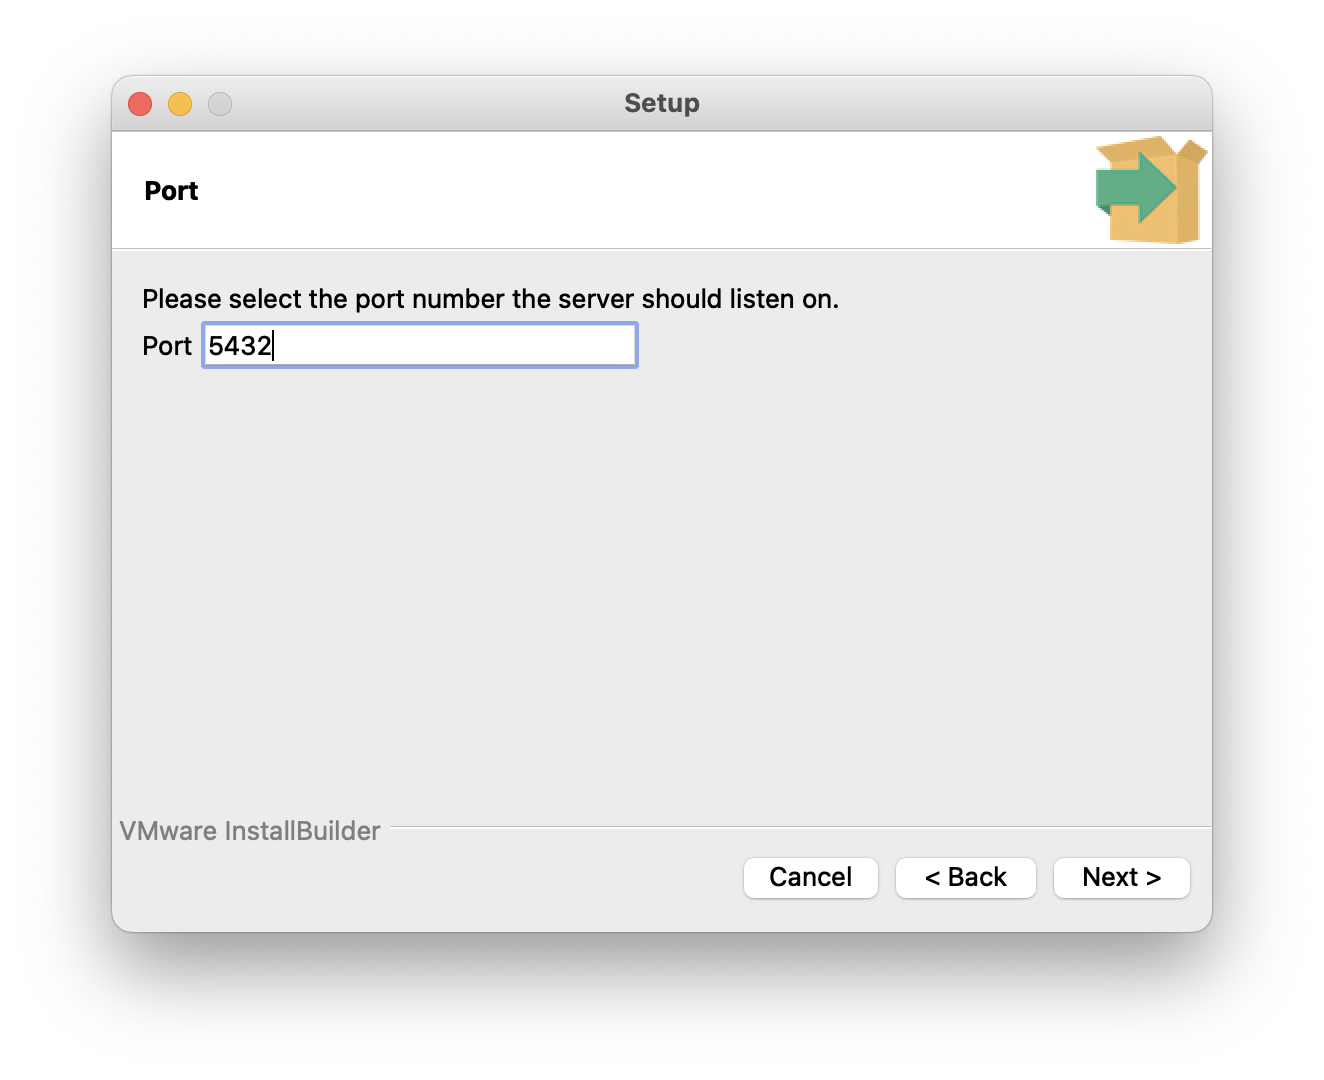 Setup
Port
Please select the port number the server should listen on.
Port 5432
VMware InstallBuilder
Cancel < Back Next >